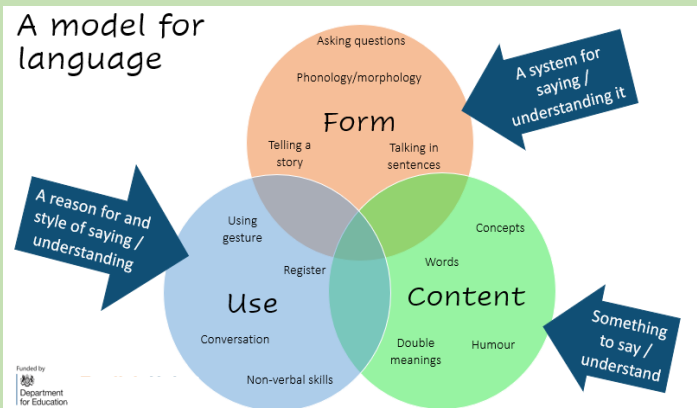 A model for
language
Asking questions
Phonology/morphology
Form
Telling a
story
Talking in
sentences
A system for
saying /
understanding it
A reason for and
style of saying /
understanding
Using
gesture
Register
Use
Conversation
Non-verbal skills
Concepts
Words
Content
Double
meanings
Humour
Something
to say /
understand
Funded by
Department
for Education